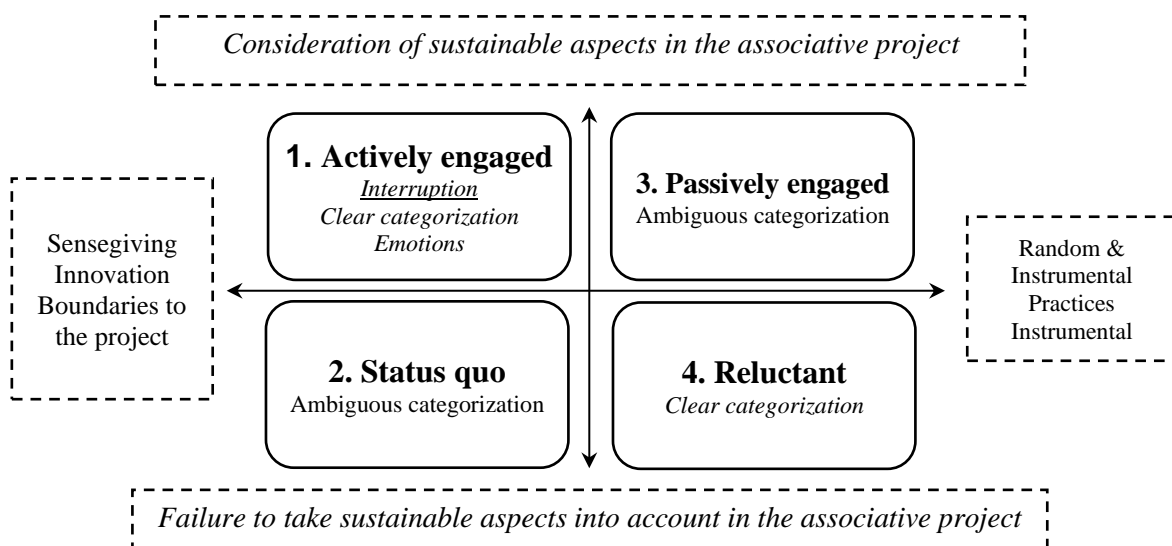 Consideration of sustainable aspects in the associative project
1. Actively engaged
Interruption
Clear categorization
Emotions
3. Passively engaged
Ambiguous categorization
Sensegiving
Innovation
Boundaries to
the project
Random &
Instrumental
Practices
Instrumental
2. Status quo
Ambiguous categorization
4. Reluctant
Clear categorization
Failure to take sustainable aspects into account in the associative project